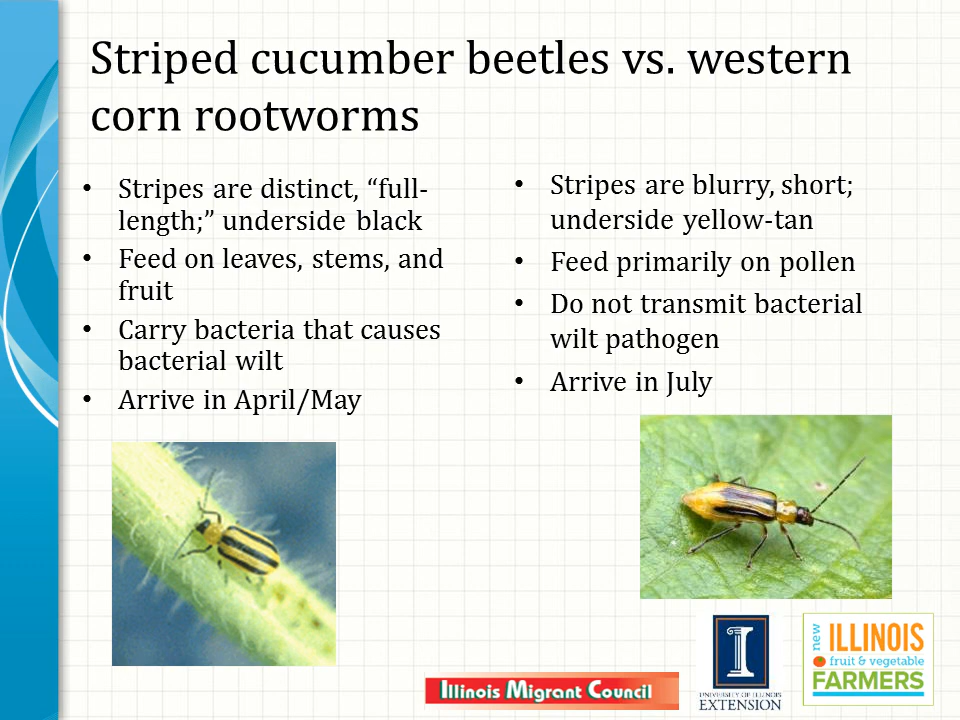 Striped cucumber beetles vs. western
corn rootworms
• Stripes are distinct, “full-
length;” underside black
• Feed on leaves, stems, and
fruit
• Carry bacteria that causes
bacterial wilt
• Arrive in April/May
• Stripes are blurry, short;
underside yellow-tan
• Feed primarily on pollen
• Do not transmit bacterial
wilt pathogen
• Arrive in July
Illinois Migrant Council
I
UNIVERSITY OF ILLINOIS
EXTENSION
new
ILLINOIS
fruit & vegetable
FARMERS